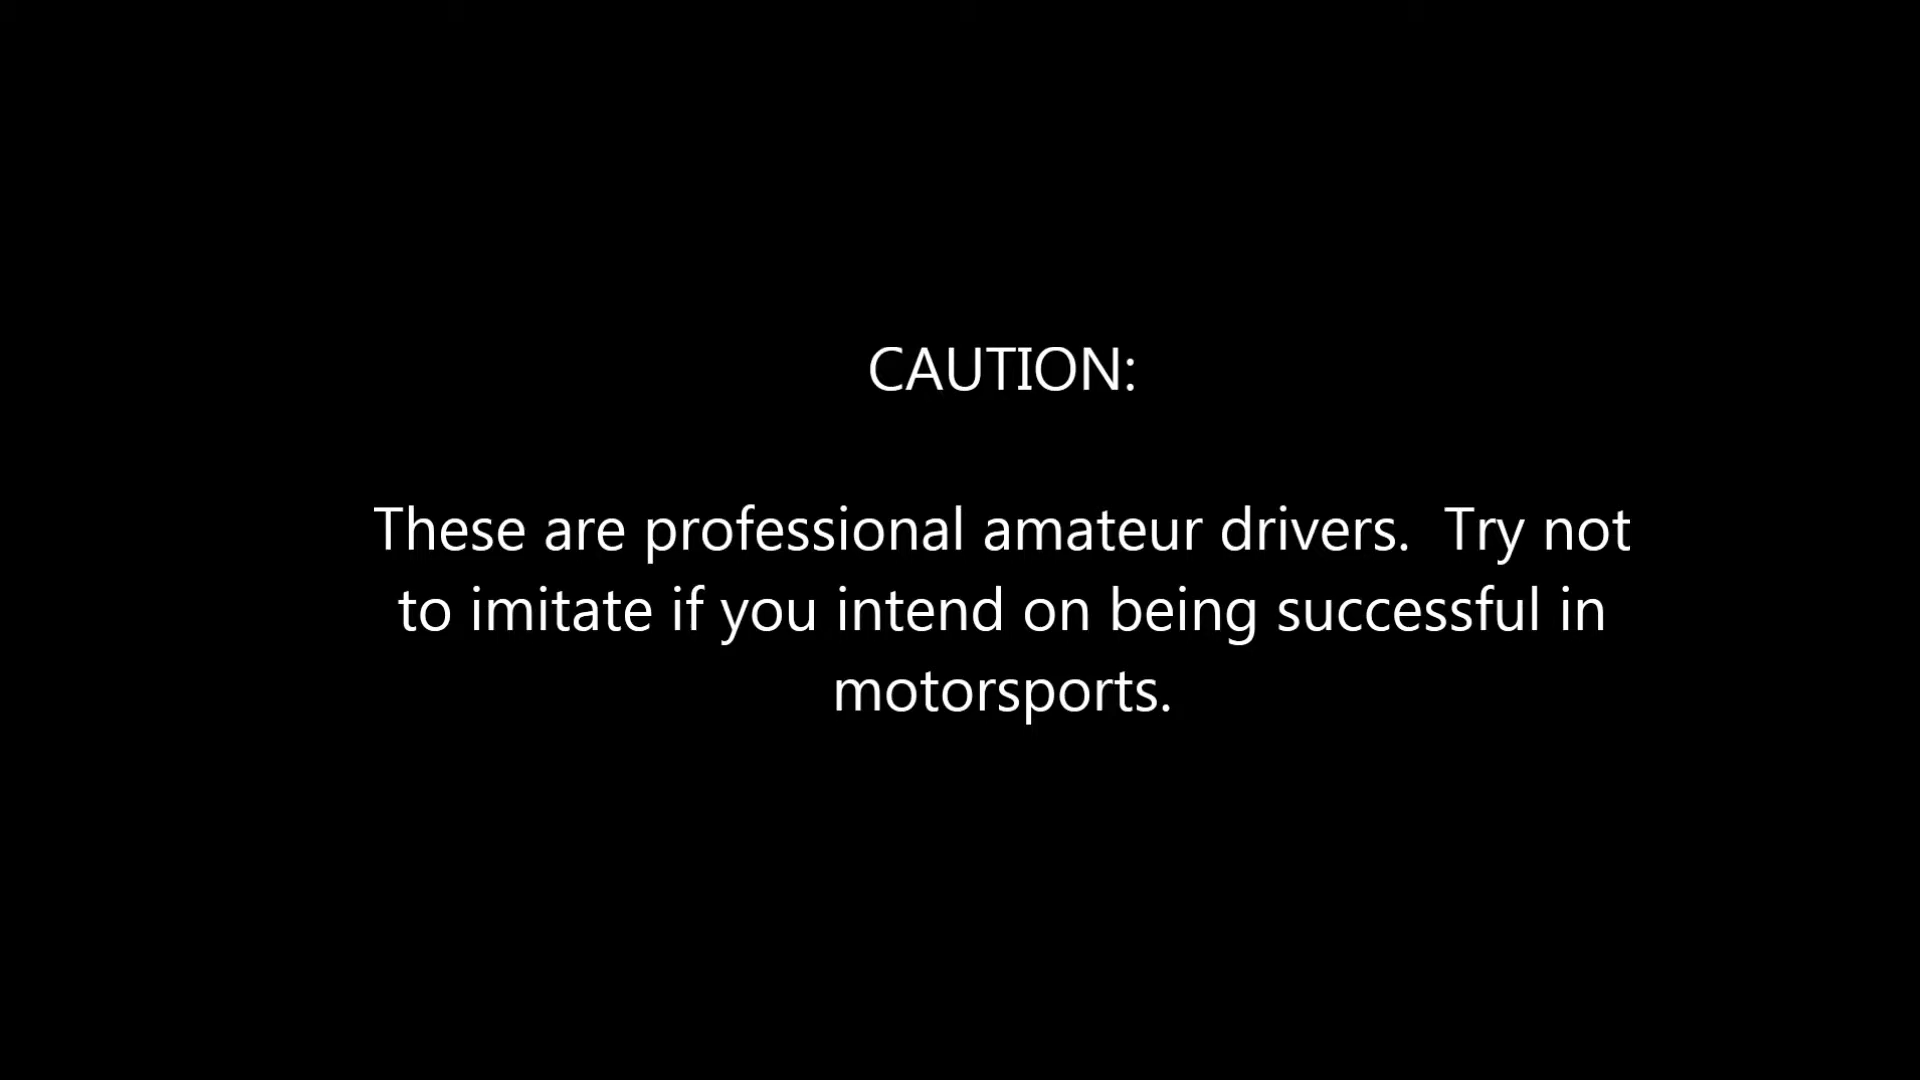 CAUTION:
These are professional amateur drivers.  Try not
to imitate if you intend on being successful in
motorsports.